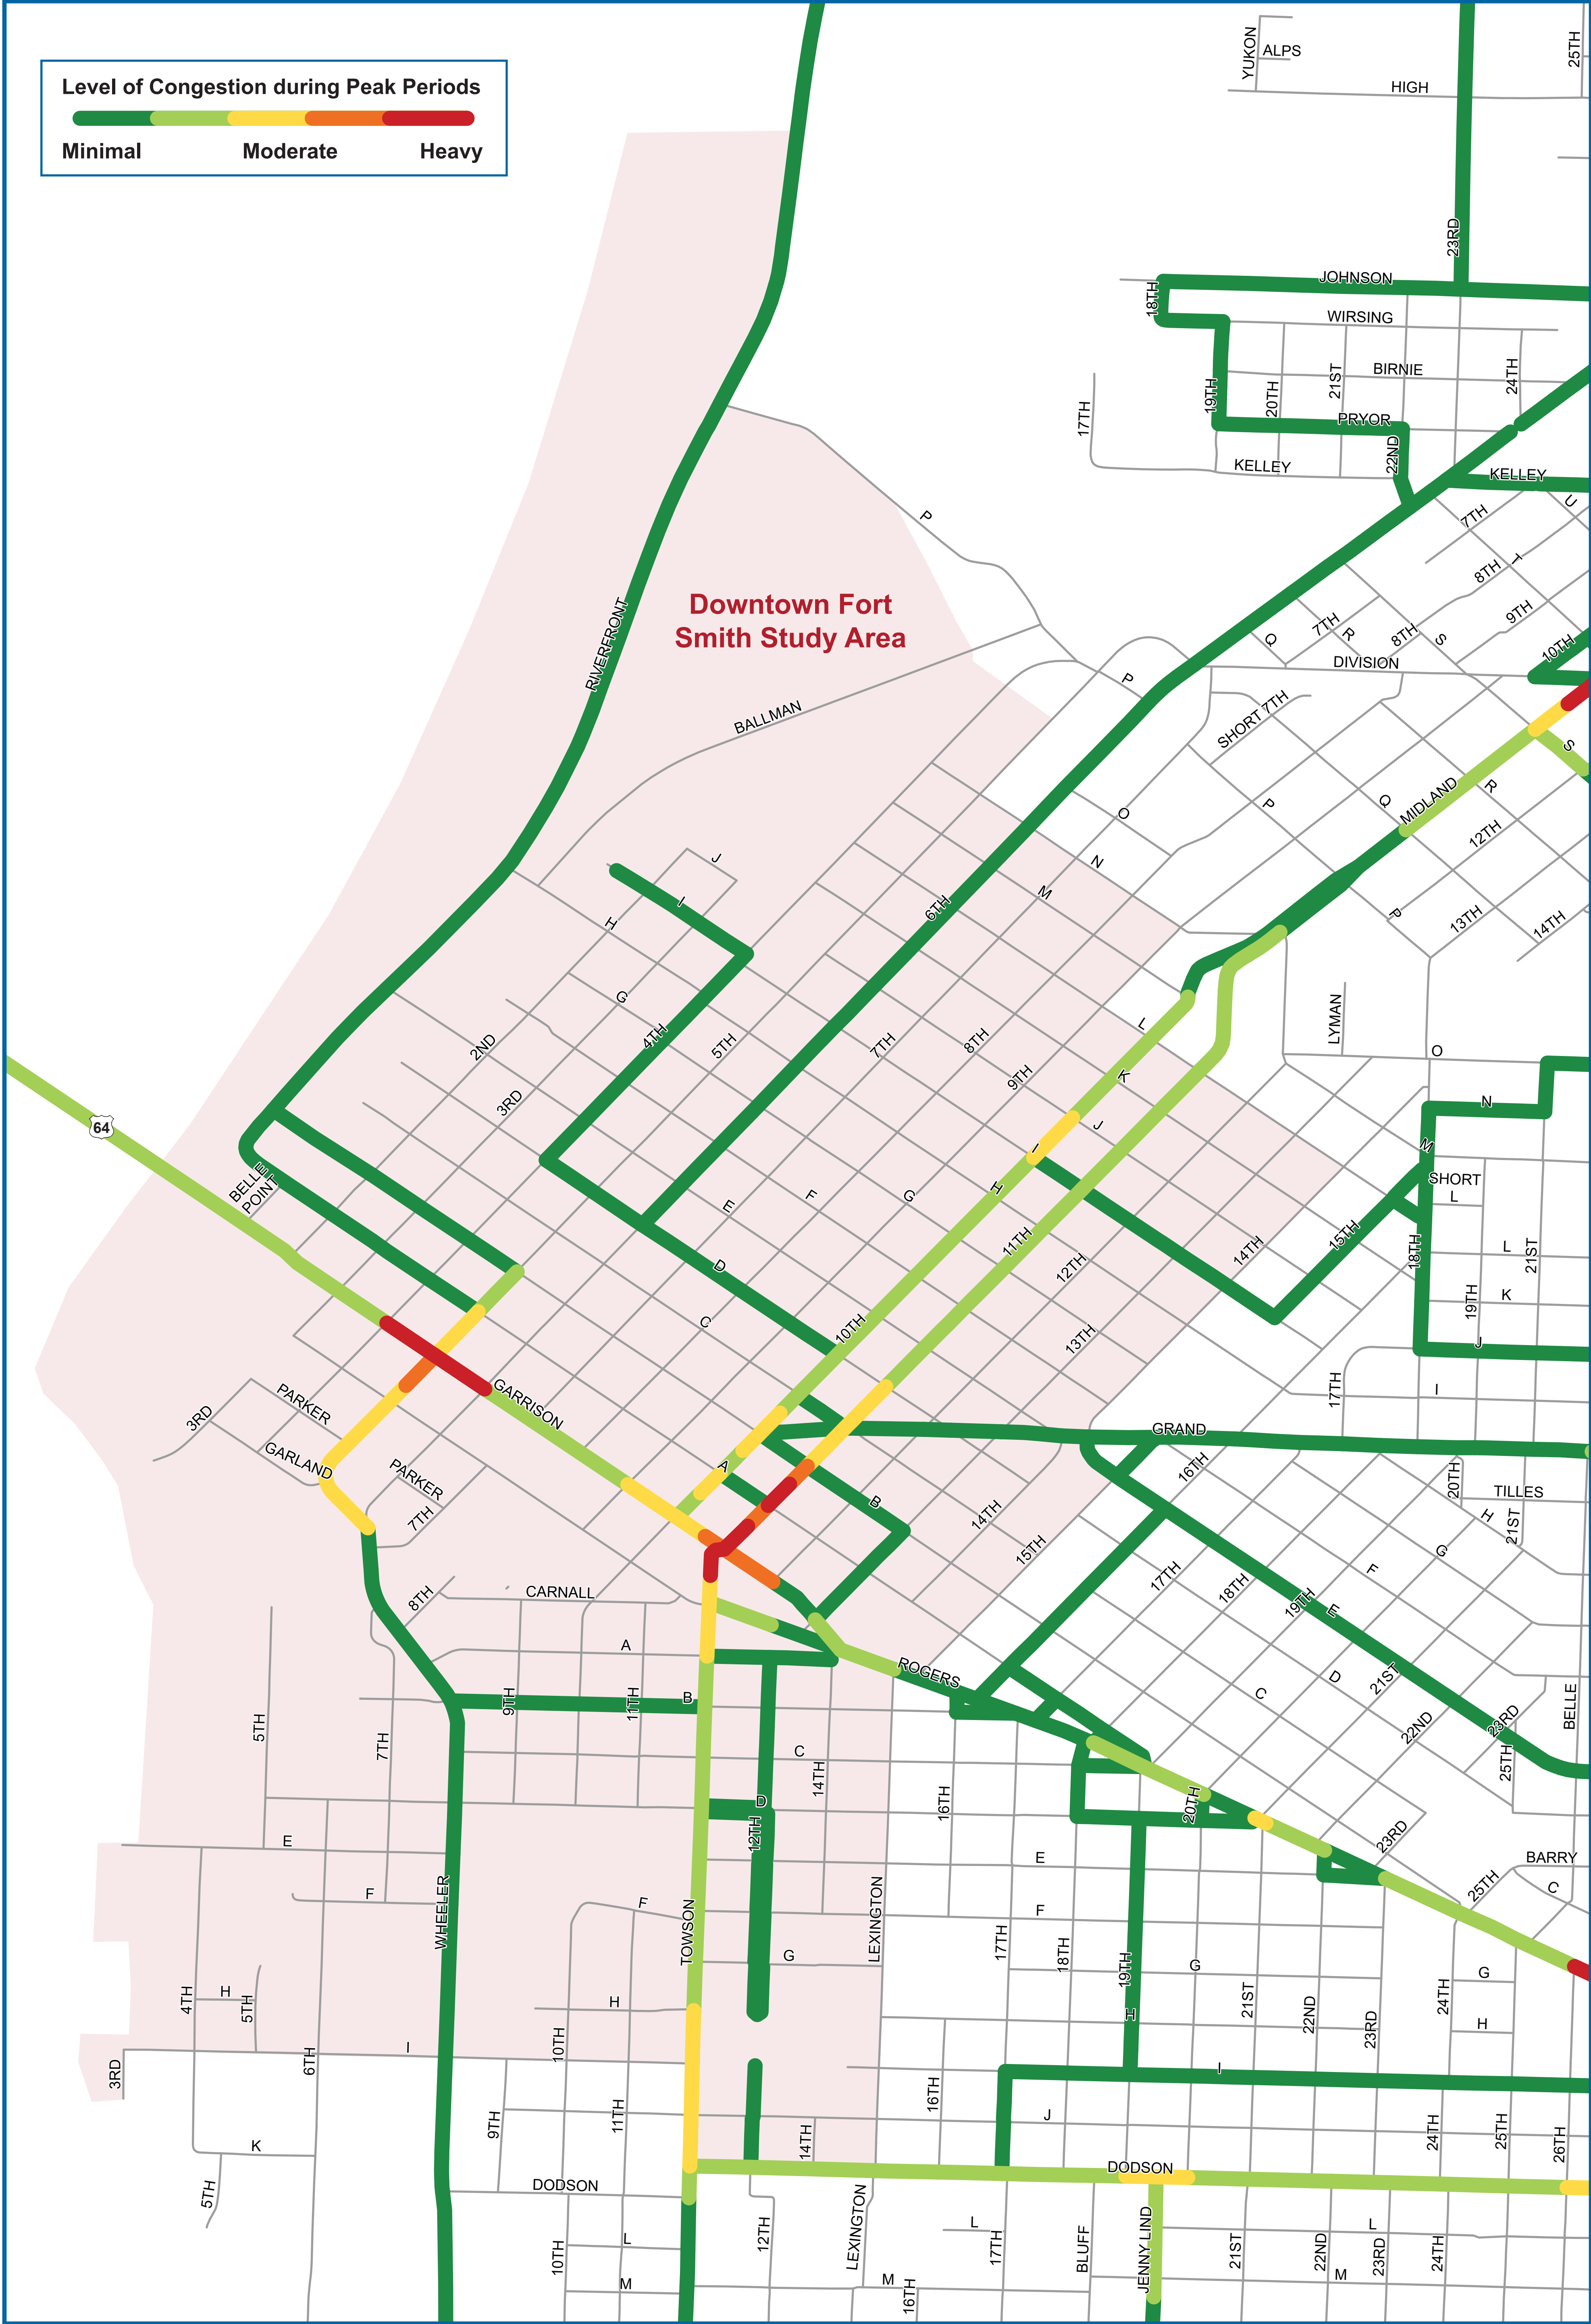 Level of Congestion during Peak Periods
Minimal
Moderate
Heavy
YUKON
ALPS
HIGH
25TH
23RD
JOHNSON
18TH
WIRSING
BIRNIE
19TH
20TH
21ST
24TH
17TH
PRYOR
22ND
KELLEY
KELLEY
P
7TH
U
T
8TH
Downtown Fort
Smith Study Area
RIVERFRONT
9TH
Q
7TH
R
8TH
S
10TH
DIVISION
P
BALLMAN
SHORT 7TH
S
MIDLAND
R
Q
P
O
12TH
J
N
M
I
6TH
H
P
13TH
14TH
G
2ND
4TH
5TH
7TH
8TH
L
LYMAN
O
9TH
K
3RD
N
64
J
I
M
BELLE
POINT
SHORT
L
H
G
F
E
15TH
14TH
18TH
L
21ST
11TH
D
12TH
K
19TH
C
10TH
13TH
J
17TH
I
GARRISON
PARKER
3RD
GRAND
GARLAND
A
PARKER
16TH
20TH
TILLES
7TH
B
14TH
H
21ST
15TH
G
F
17TH
18TH
8TH
CARNALL
19TH
E
A
ROGERS
D
21ST
C
5TH
7TH
9TH
11TH
B
22ND
23RD
BELLE
C
14TH
25TH
D
16TH
20TH
12TH
E
23RD
E
BARRY
25TH
C
F
F
F
WHEELER
TOWSON
LEXINGTON
17TH
18TH
G
19TH
G
G
4TH
H
5TH
H
21ST
22ND
24TH
H
23RD
H
I
6TH
10TH
3RD
I
16TH
J
9TH
11TH
14TH
24TH
25TH
26TH
K
DODSON
DODSON
5TH
10TH
L
12TH
LEXINGTON
L
17TH
BLUFF
JENNY LIND
21ST
L
22ND
23RD
24TH
M
M
16TH
M